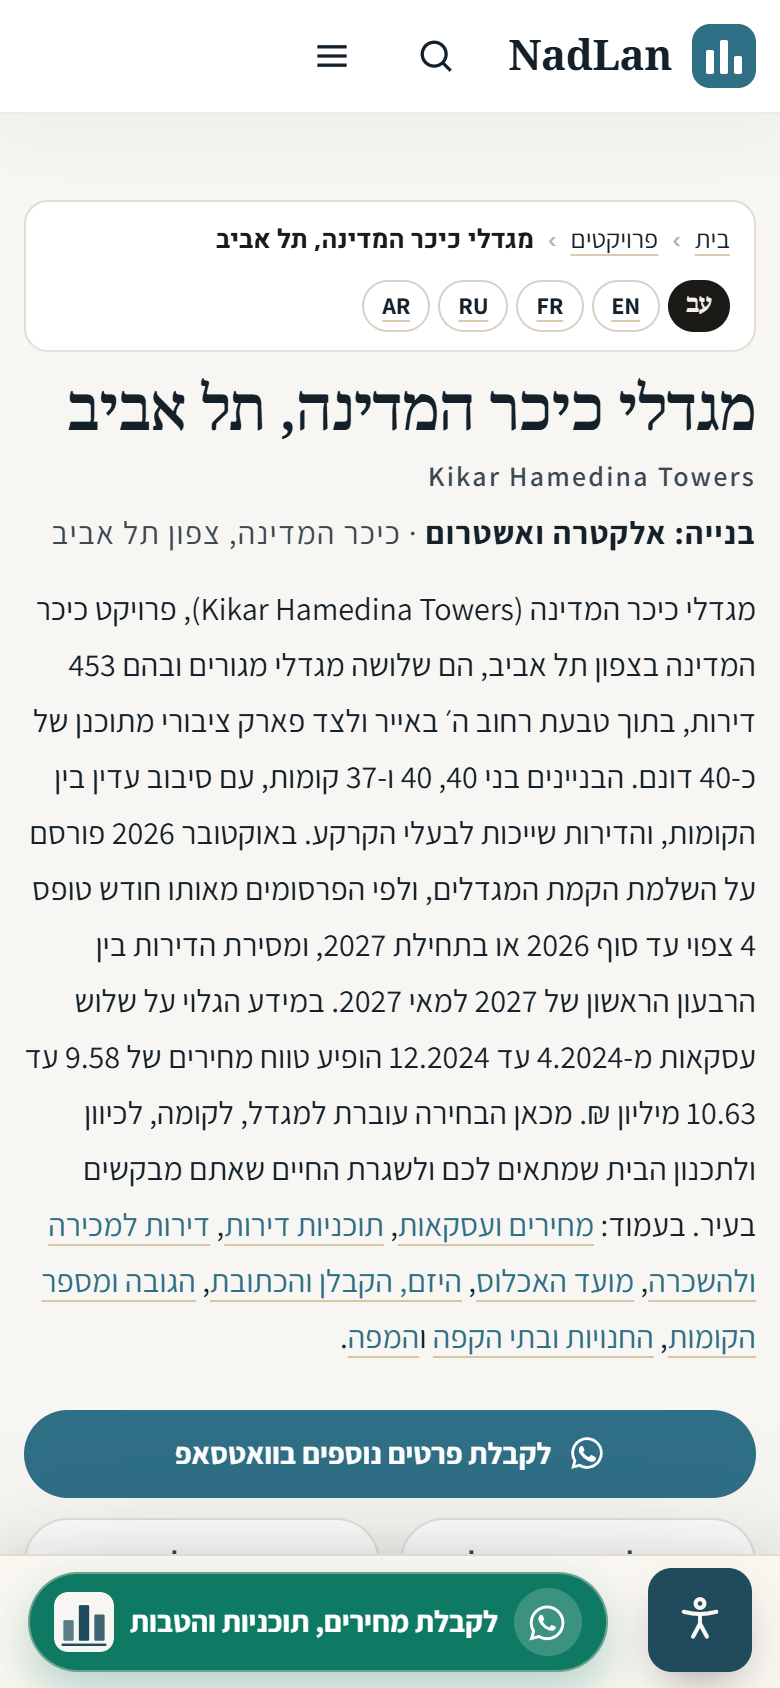 NadLan
בית › פרויקטים › מגדלי כיכר המדינה, תל אביב
עב EN FR RU AR
מגדלי כיכר המדינה, תל אביב
Kikar Hamedina Towers
בנייה: אלקטרה ואשטרום · כיכר המדינה, צפון תל אביב
מגדלי כיכר המדינה (Kikar Hamedina Towers), פרויקט כיכר
המדינה בצפון תל אביב, הם שלושה מגדלי מגורים ובהם 453
דירות, בתוך טבעת רחוב ה׳ באייר ולצד פארק ציבורי מתוכנן של
כ-40 דונם. הבניינים בני 40, 40 ו-37 קומות, עם סיבוב עדין בין
הקומות, והדירות שייכות לבעלי הקרקע. באוקטובר 2026 פורסם
על השלמת הקמת המגדלים, ולפי הפרסומים מאותו חודש טופס
4 צפוי עד סוף 2026 או בתחילת 2027, ומסירת הדירות בין
הרבעון הראשון של 2027 למאי 2027. במידע הגלוי על שלוש
עסקאות מ-4.2024 עד 12.2024 הופיע טווח מחירים של 9.58 עד
10.63 מיליון ₪. מכאן הבחירה עוברת למגדל, לקומה, לכיוון
ולתכנון הבית שמתאים לכם ולשגרת החיים שאתם מבקשים
בעיר. בעמוד: מחירים ועסקאות, תוכניות דירות, דירות למכירה
ולהשכרה, מועד האכלוס, היזם, הקבלן והכתובת, הגובה ומספר
הקומות, החנויות ובתי הקפה והמפה.
לקבלת פרטים נוספים בוואטסאפ
לקבלת מחירים, תוכניות והטבות